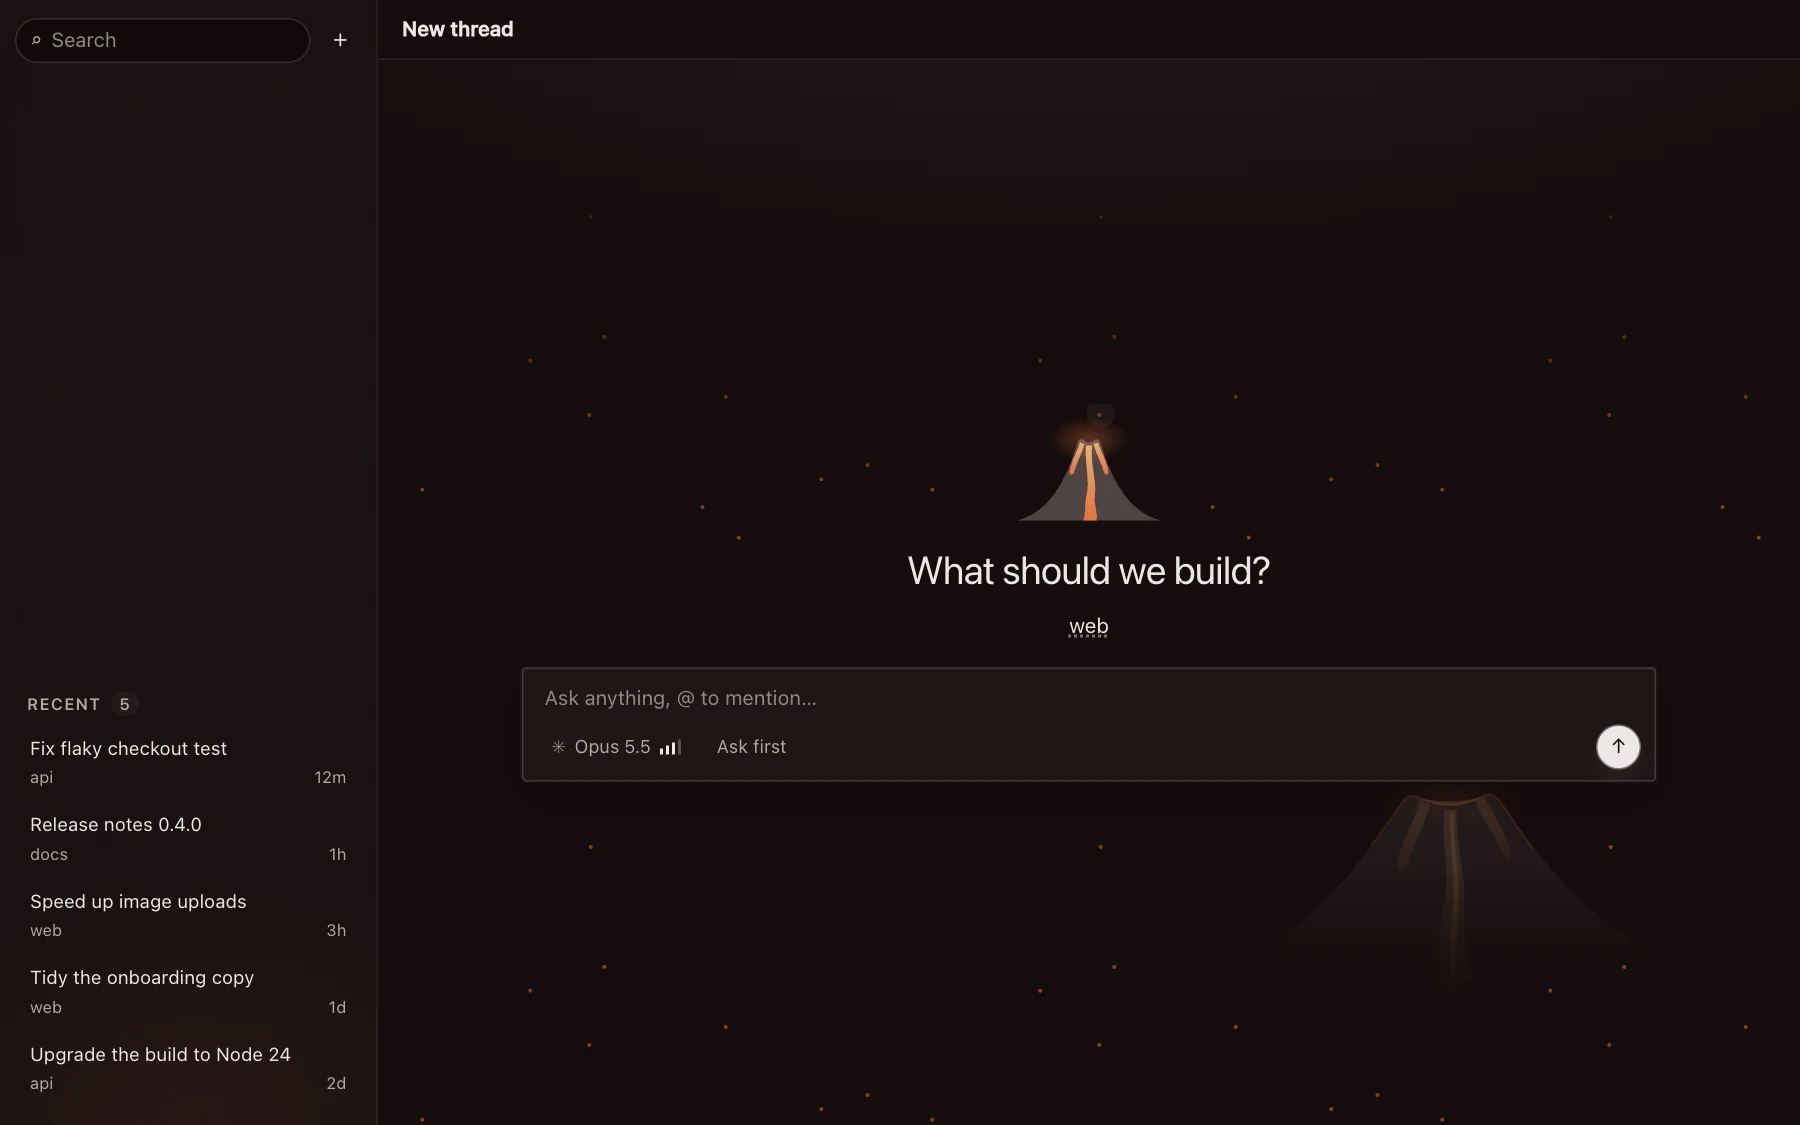 Search
+
New thread
What should we build?
web
Ask anything, @ to mention...
Opus 5.5
Ask first
RECENT 5
Fix flaky checkout test
api 12m
Release notes 0.4.0
docs 1h
Speed up image uploads
web 3h
Tidy the onboarding copy
web 1d
Upgrade the build to Node 24
api 2d